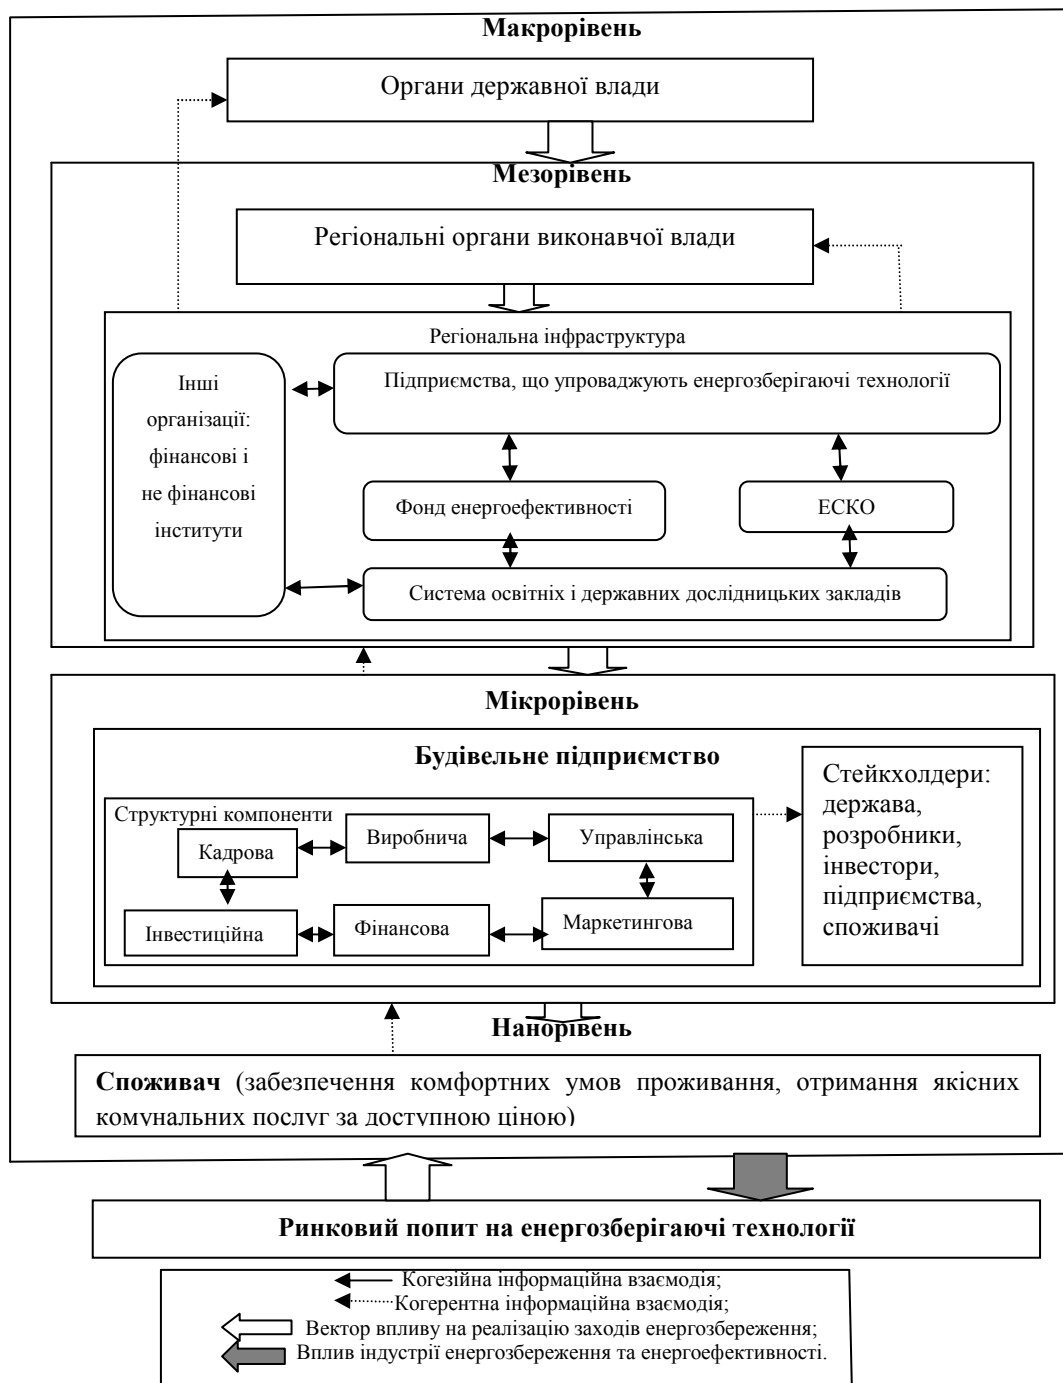 Макрорівень
Органи державної влади
Мезорівень
Регіональні органи виконавчої влади
Регіональна інфраструктура
Інші
організації:
фінансові і
не фінансові
інститути
Підприємства, що упроваджують енергозберігаючі технології
Фонд енергоефективності
ЕСКО
Система освітніх і державних дослідницьких закладів
Мікрорівень
Будівельне підприємство
Структурні компоненти
Кадрова
Виробнича
Управлінська
Інвестиційна
Фінансова
Маркетингова
Стейкхолдери:
держава,
розробники,
інвестори,
підприємства,
споживачі
Нанорівень
Споживач (забезпечення комфортних умов проживання, отримання якісних
комунальних послуг за доступною ціною)
Ринковий попит на енергозберігаючі технології
Когезійна інформаційна взаємодія;
Когерентна інформаційна взаємодія;
Вектор впливу на реалізацію заходів енергозбереження;
Вплив індустрії енергозбереження та енергоефективності.